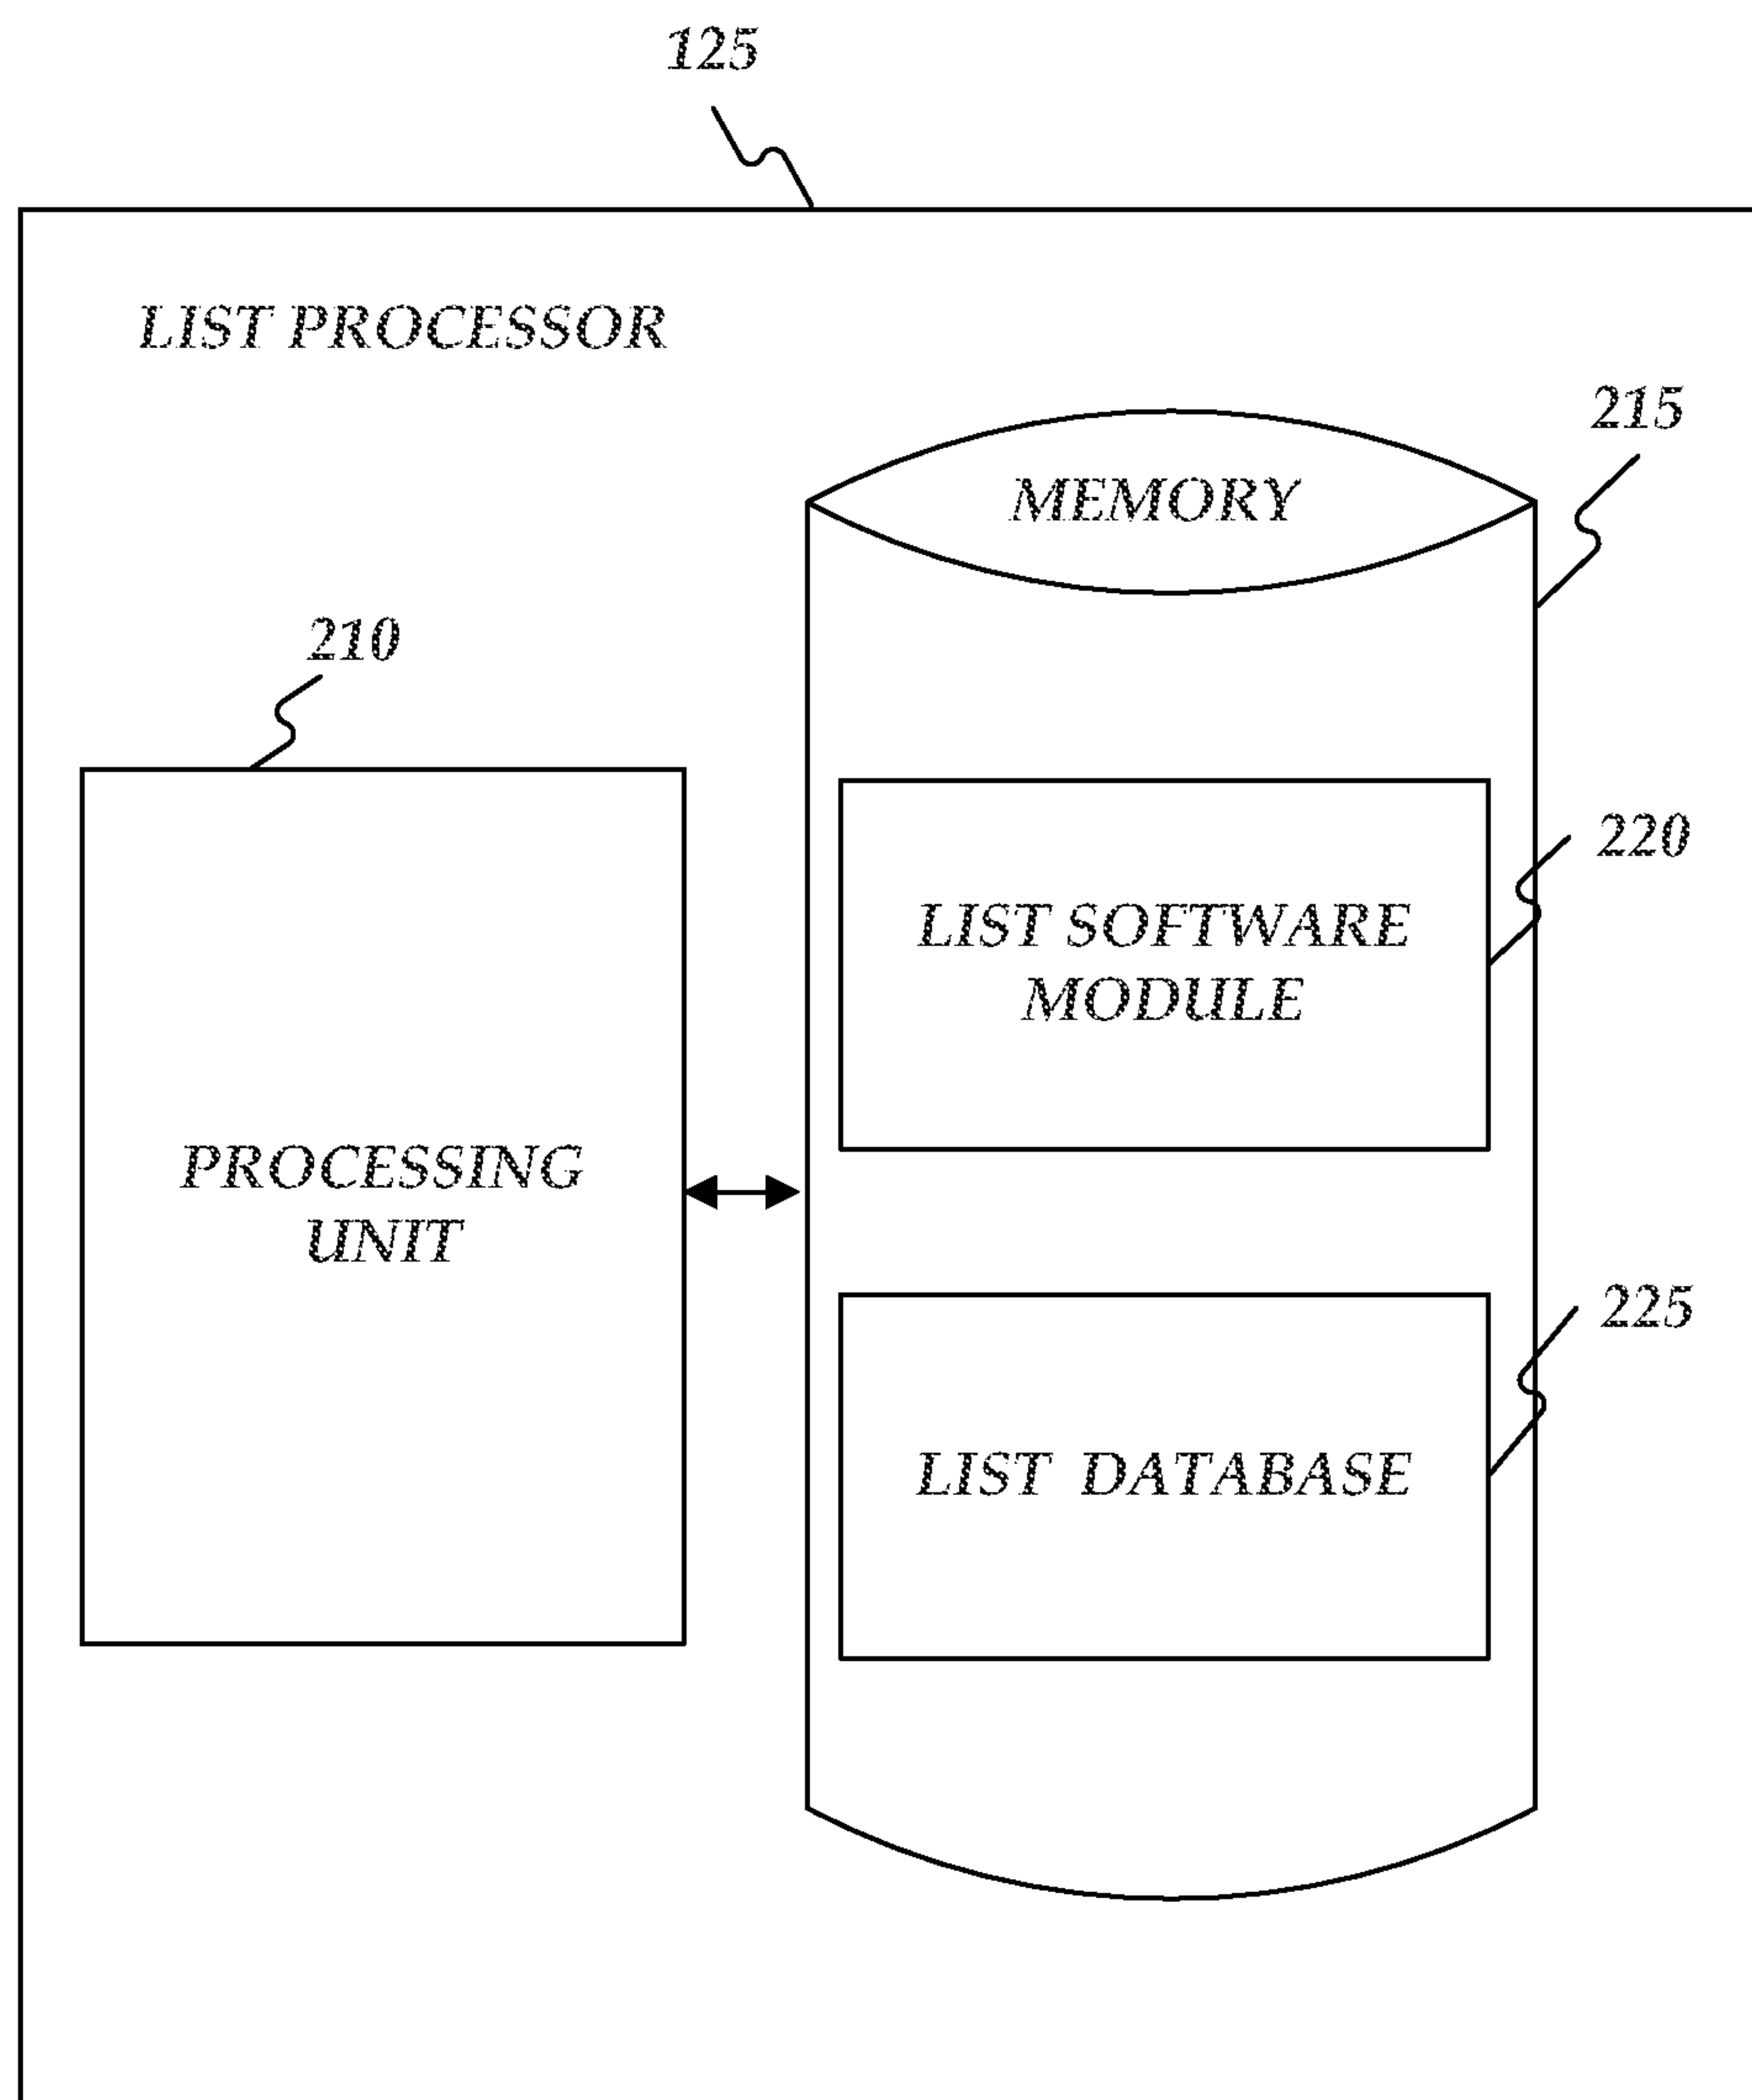 125
LIST PROCESSOR
215
MEMORY
210
220
LIST SOFTWARE
MODULE
PROCESSING
UNIT
225
LIST DATABASE